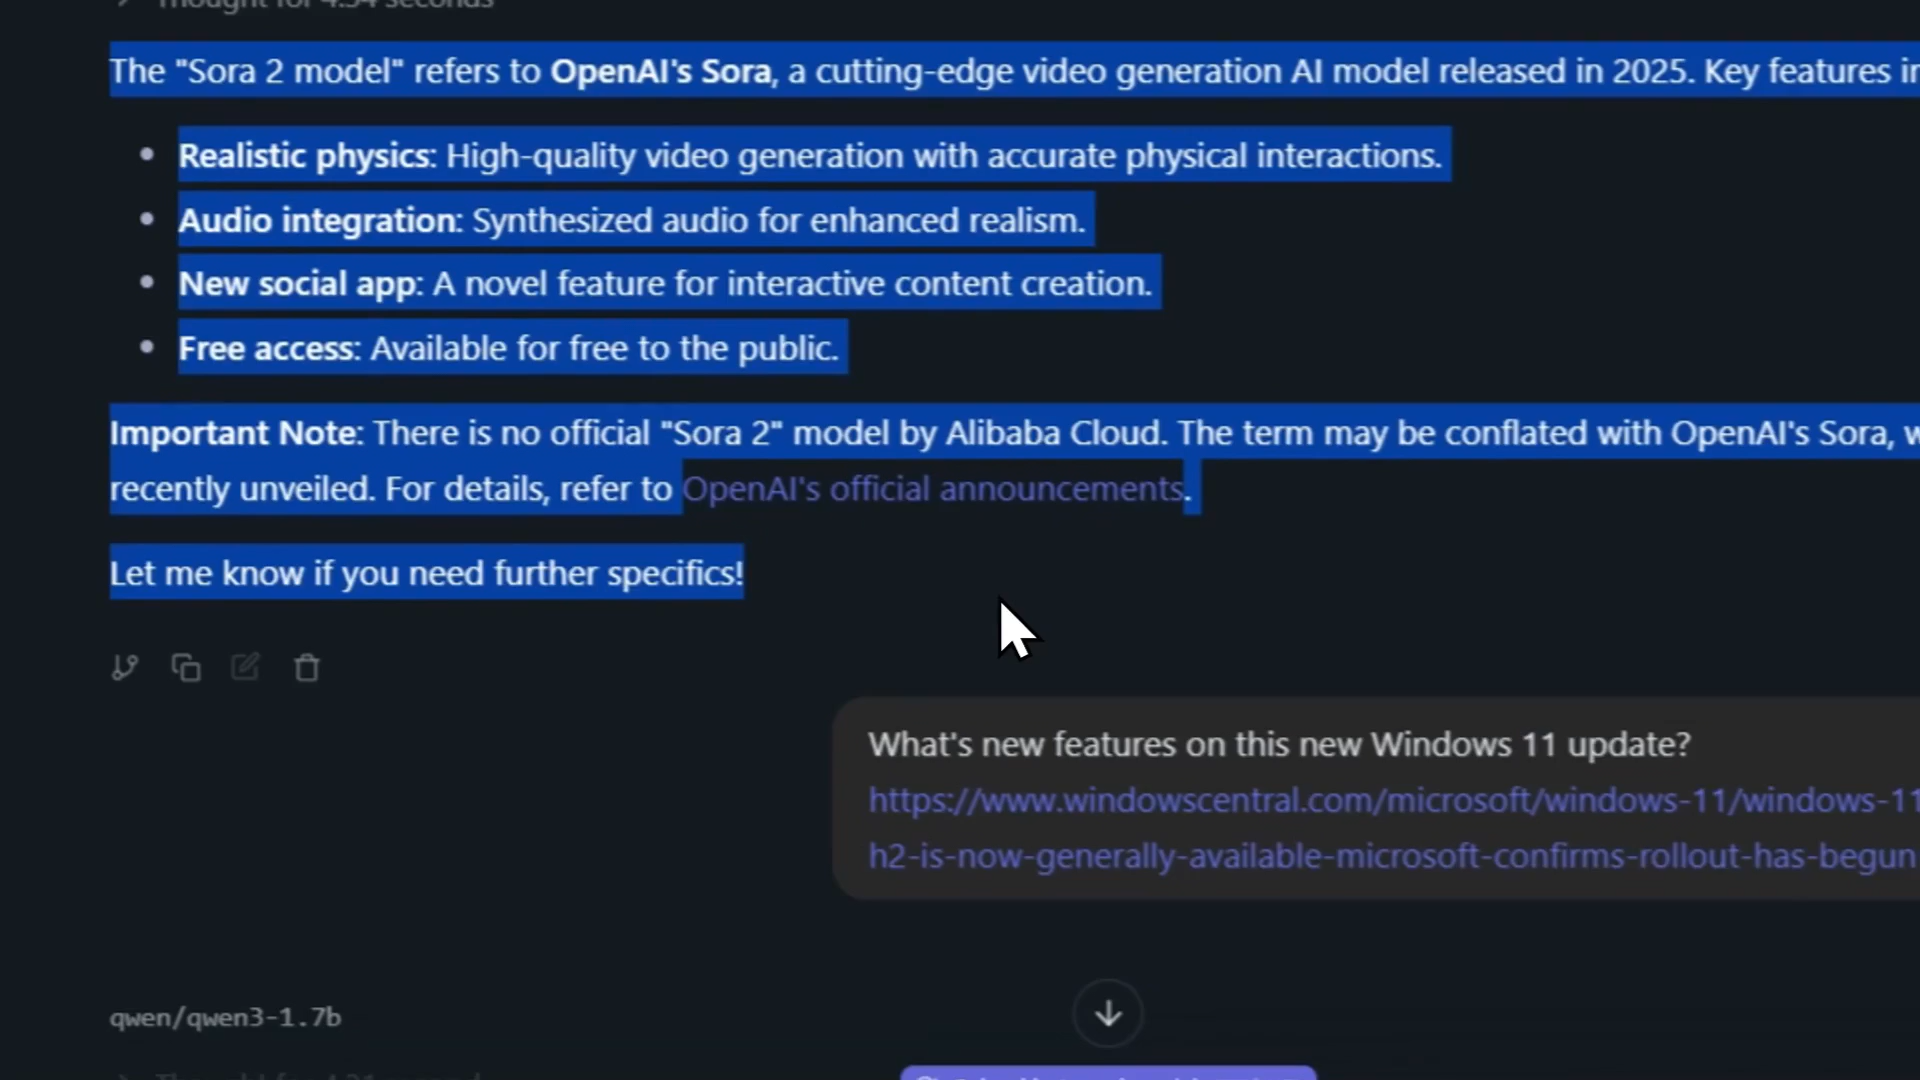 Thought for 4.54 seconds
The "Sora 2 model" refers to OpenAI's Sora, a cutting-edge video generation AI model released in 2025. Key features
Realistic physics: High-quality video generation with accurate physical interactions.
Audio integration: Synthesized audio for enhanced realism.
New social app: A novel feature for interactive content creation.
Free access: Available for free to the public.
Important Note: There is no official "Sora 2" model by Alibaba Cloud. The term may be conflated with OpenAI's Sora,
recently unveiled. For details, refer to OpenAI's official announcements.
Let me know if you need further specifics!
What's new features on this new Windows 11 update?
https://www.windowscentral.com/microsoft/windows-11/windows-11
h2-is-now-generally-available-microsoft-confirms-rollout-has-begun
qwen/qwen3-1.7b